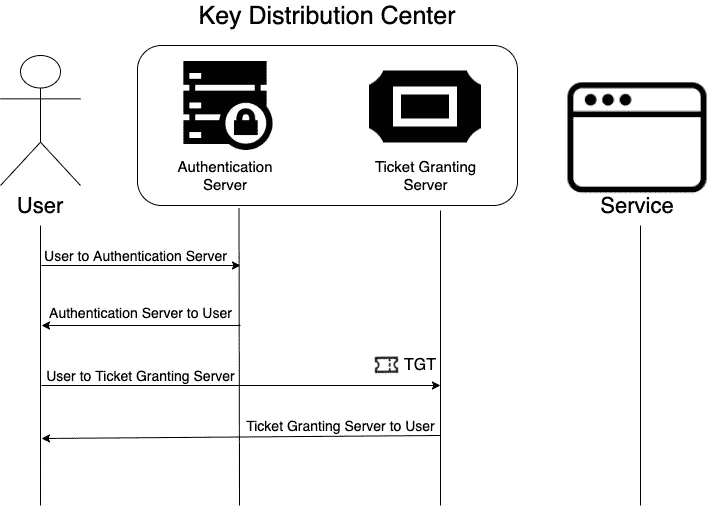 Key Distribution Center
Authentication
Server
Ticket Granting
Server
User
Service
User to Authentication Server
Authentication Server to User
TGT
User to Ticket Granting Server
Ticket Granting Server to User